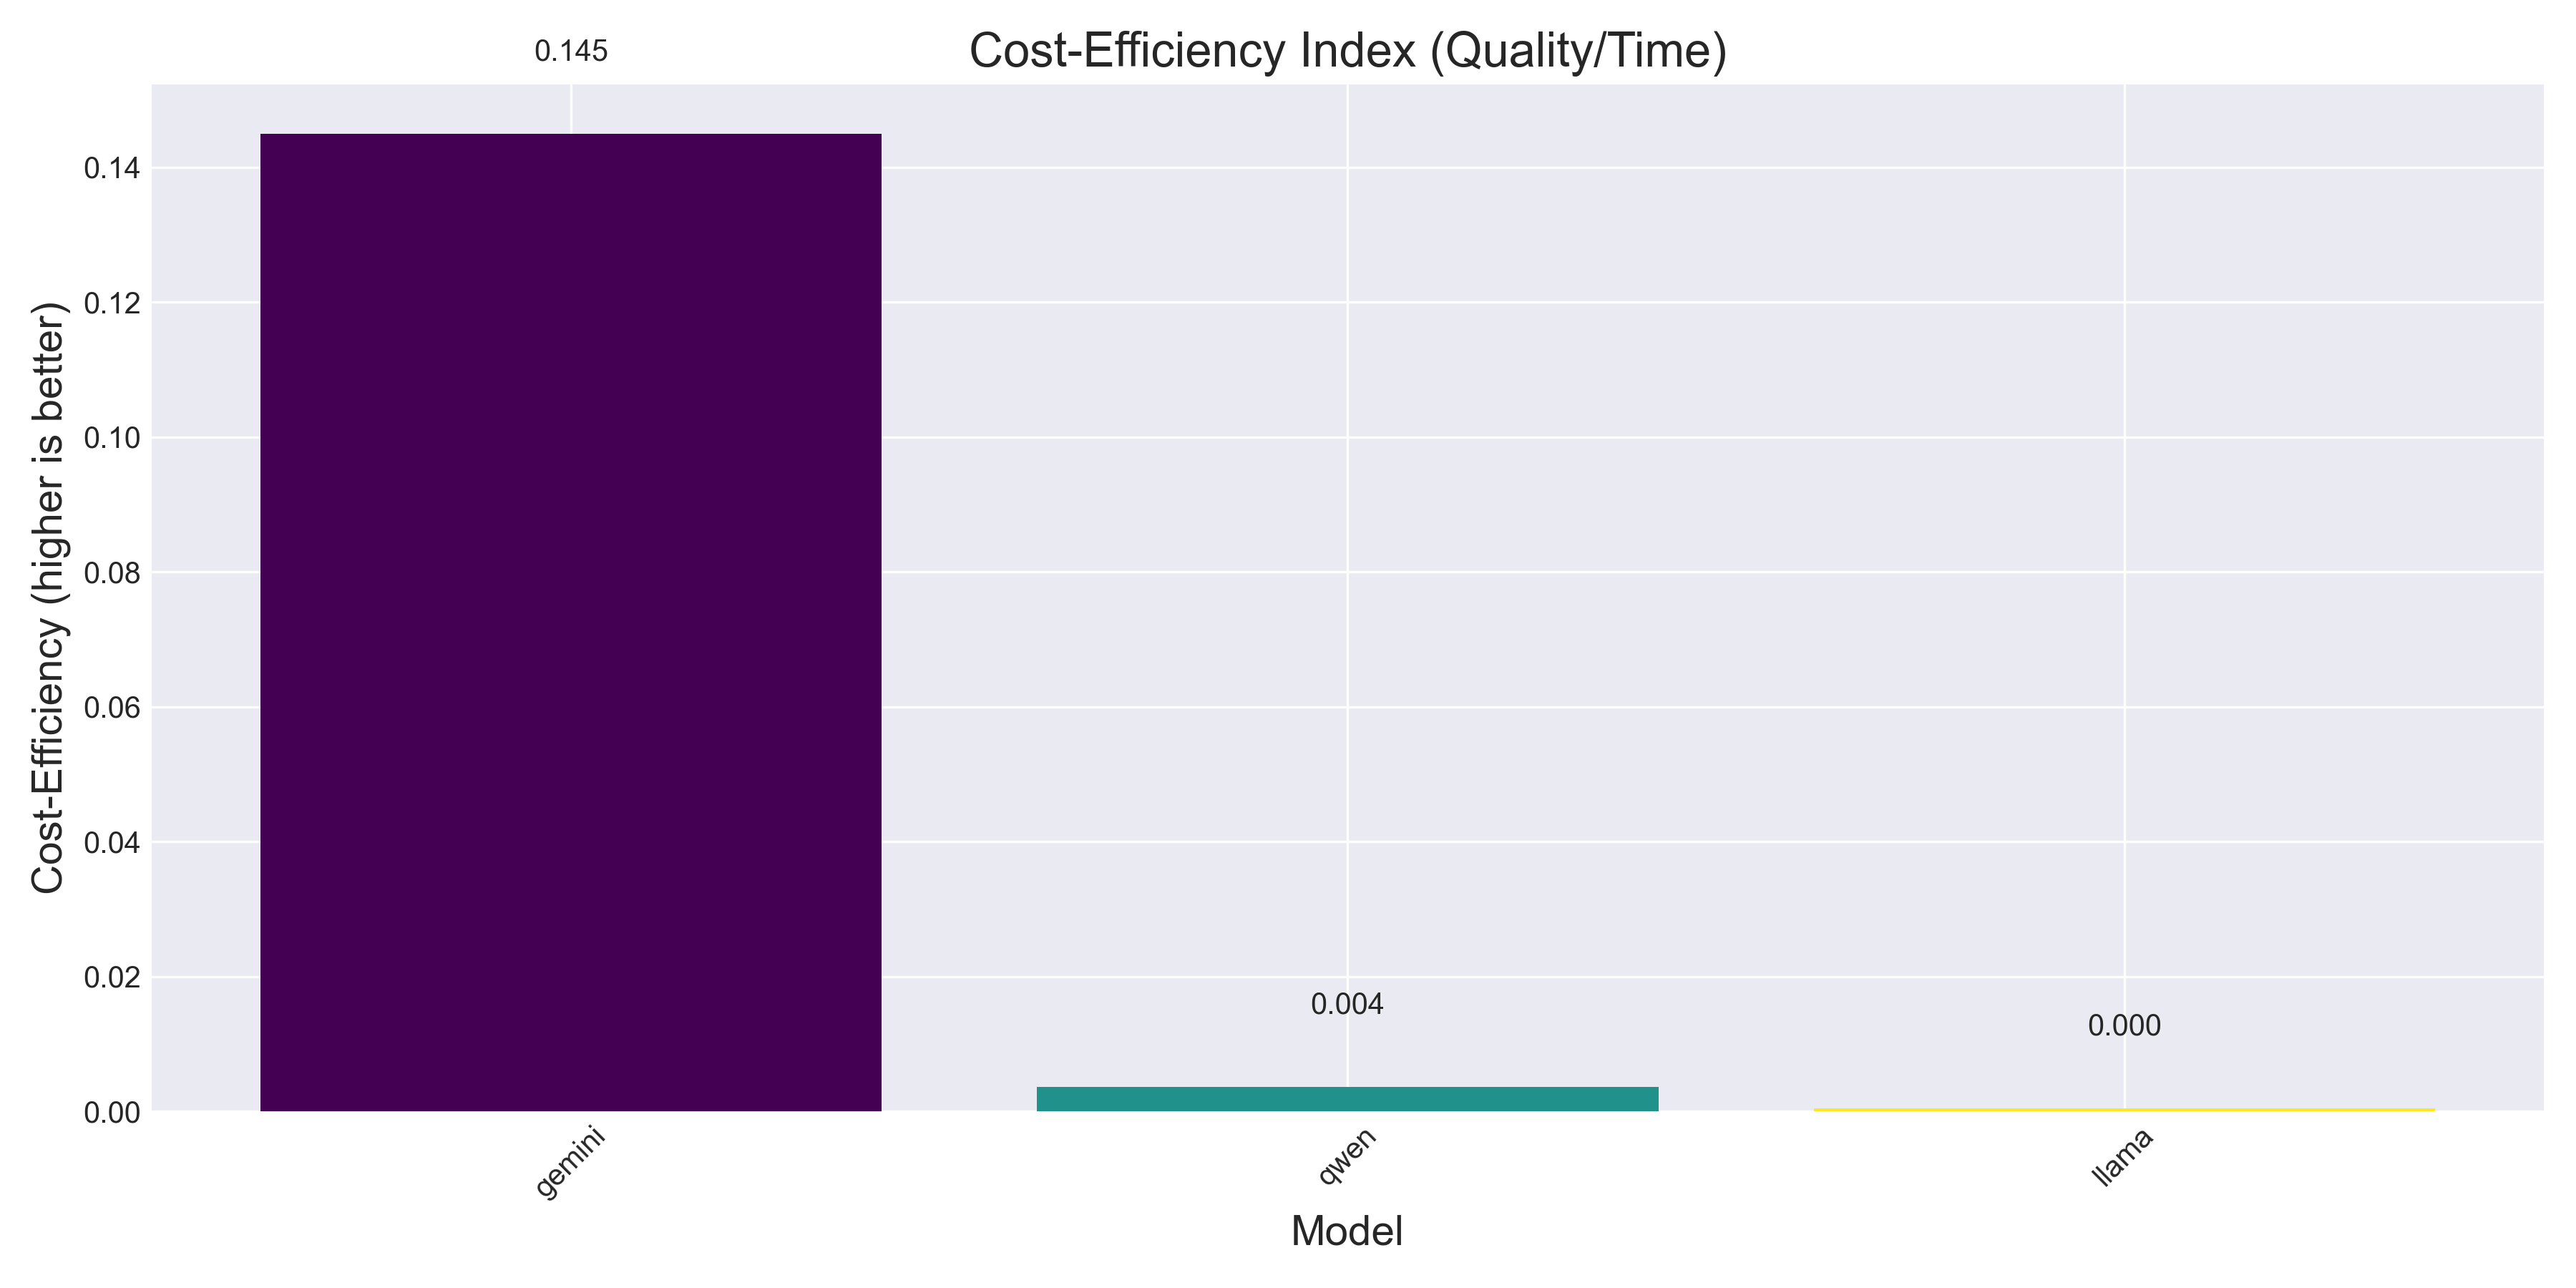 Cost-Efficiency Index (Quality/Time)
0.145
Cost-Efficiency (higher is better)
0.14
0.12
0.10
0.08
0.06
0.04
0.02
0.00
0.004
0.000
gemini
qwen
llama
Model